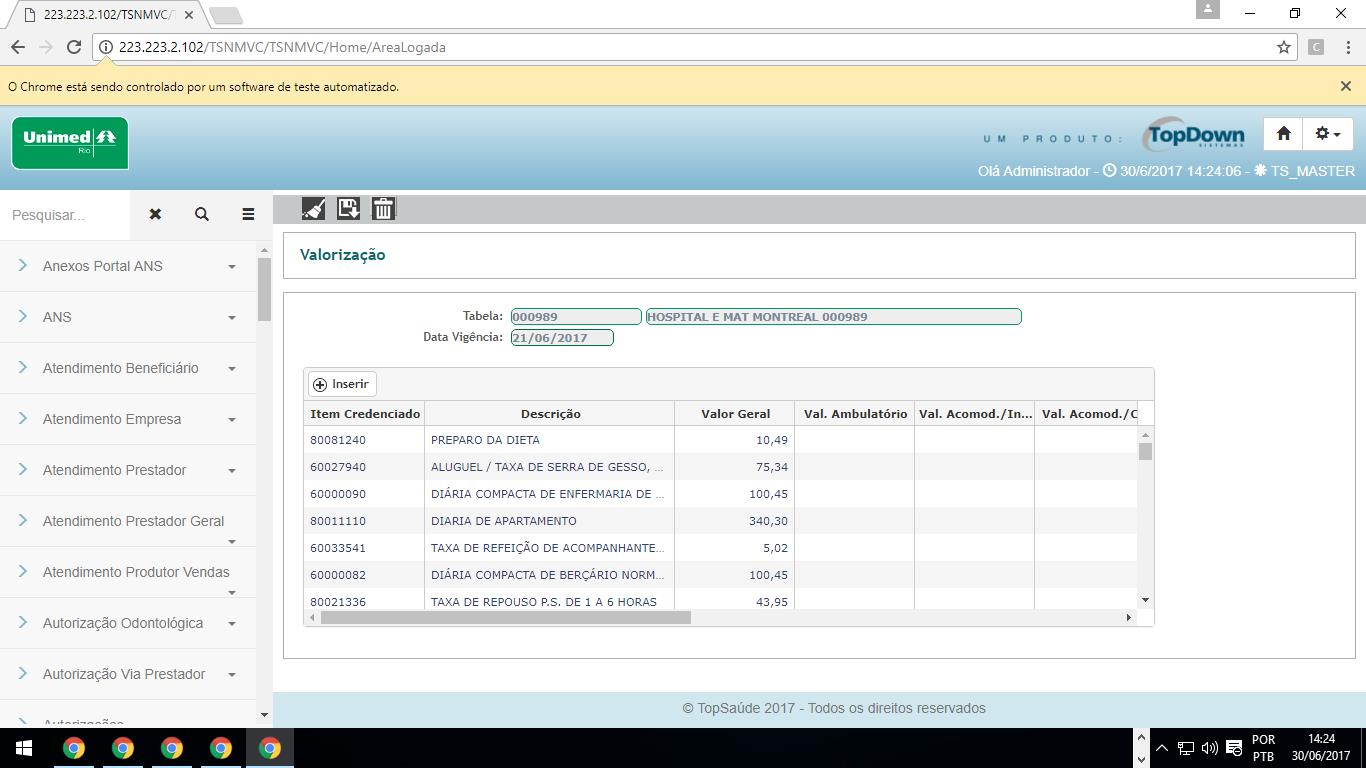 223.223.2.102/TSNMVC/
223.223.2.102/TSNMVC/TSNMVC/Home/AreaLogada
C
O Chrome está sendo controlado por um software de teste automatizado.
Unimed
Rio
UM PRODUTO:
TopDown
SISTEMAS
Olá Administrador - 30/6/2017 14:24:06 - TS_MASTER
Pesquisar...
Anexos Portal ANS
ANS
Atendimento Beneficiário
Atendimento Empresa
Atendimento Prestador
Atendimento Prestador Geral
Atendimento Produtor Vendas
Autorização Odontológica
Autorização Via Prestador
Autorizações
Valorização
Tabela: 000989 HOSPITAL E MAT MONTREAL 000989
Data Vigência: 21/06/2017
Inserir
Item Credenciado Descrição Valor Geral Val. Ambulatório Val. Acomod./In... Val. Acomod./C
80081240 PREPARO DA DIETA 10,49
60027940 ALUGUEL / TAXA DE SERRA DE GESSO, ... 75,34
60000090 DIÁRIA COMPACTA DE ENFERMARIA DE ... 100,45
80011110 DIARIA DE APARTAMENTO 340,30
60033541 TAXA DE REFEIÇÃO DE ACOMPANHANTE... 5,02
60000082 DIÁRIA COMPACTA DE BERÇÁRIO NORM... 100,45
80021336 TAXA DE REPOUSO P.S. DE 1 A 6 HORAS 43,95
© TopSaúde 2017 - Todos os direitos reservados
POR
PTB
14:24
30/06/2017